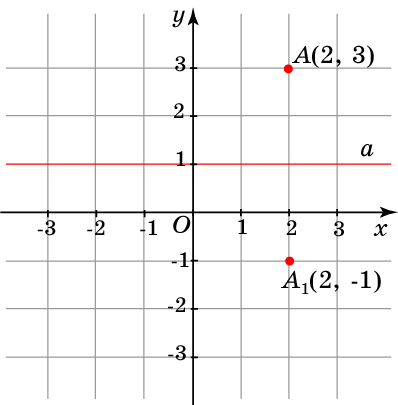 y
A(2, 3)
3
2
a
1
-3 -2 -1 O 1 2 3 x
-1
A₁(2, -1)
-2
-3